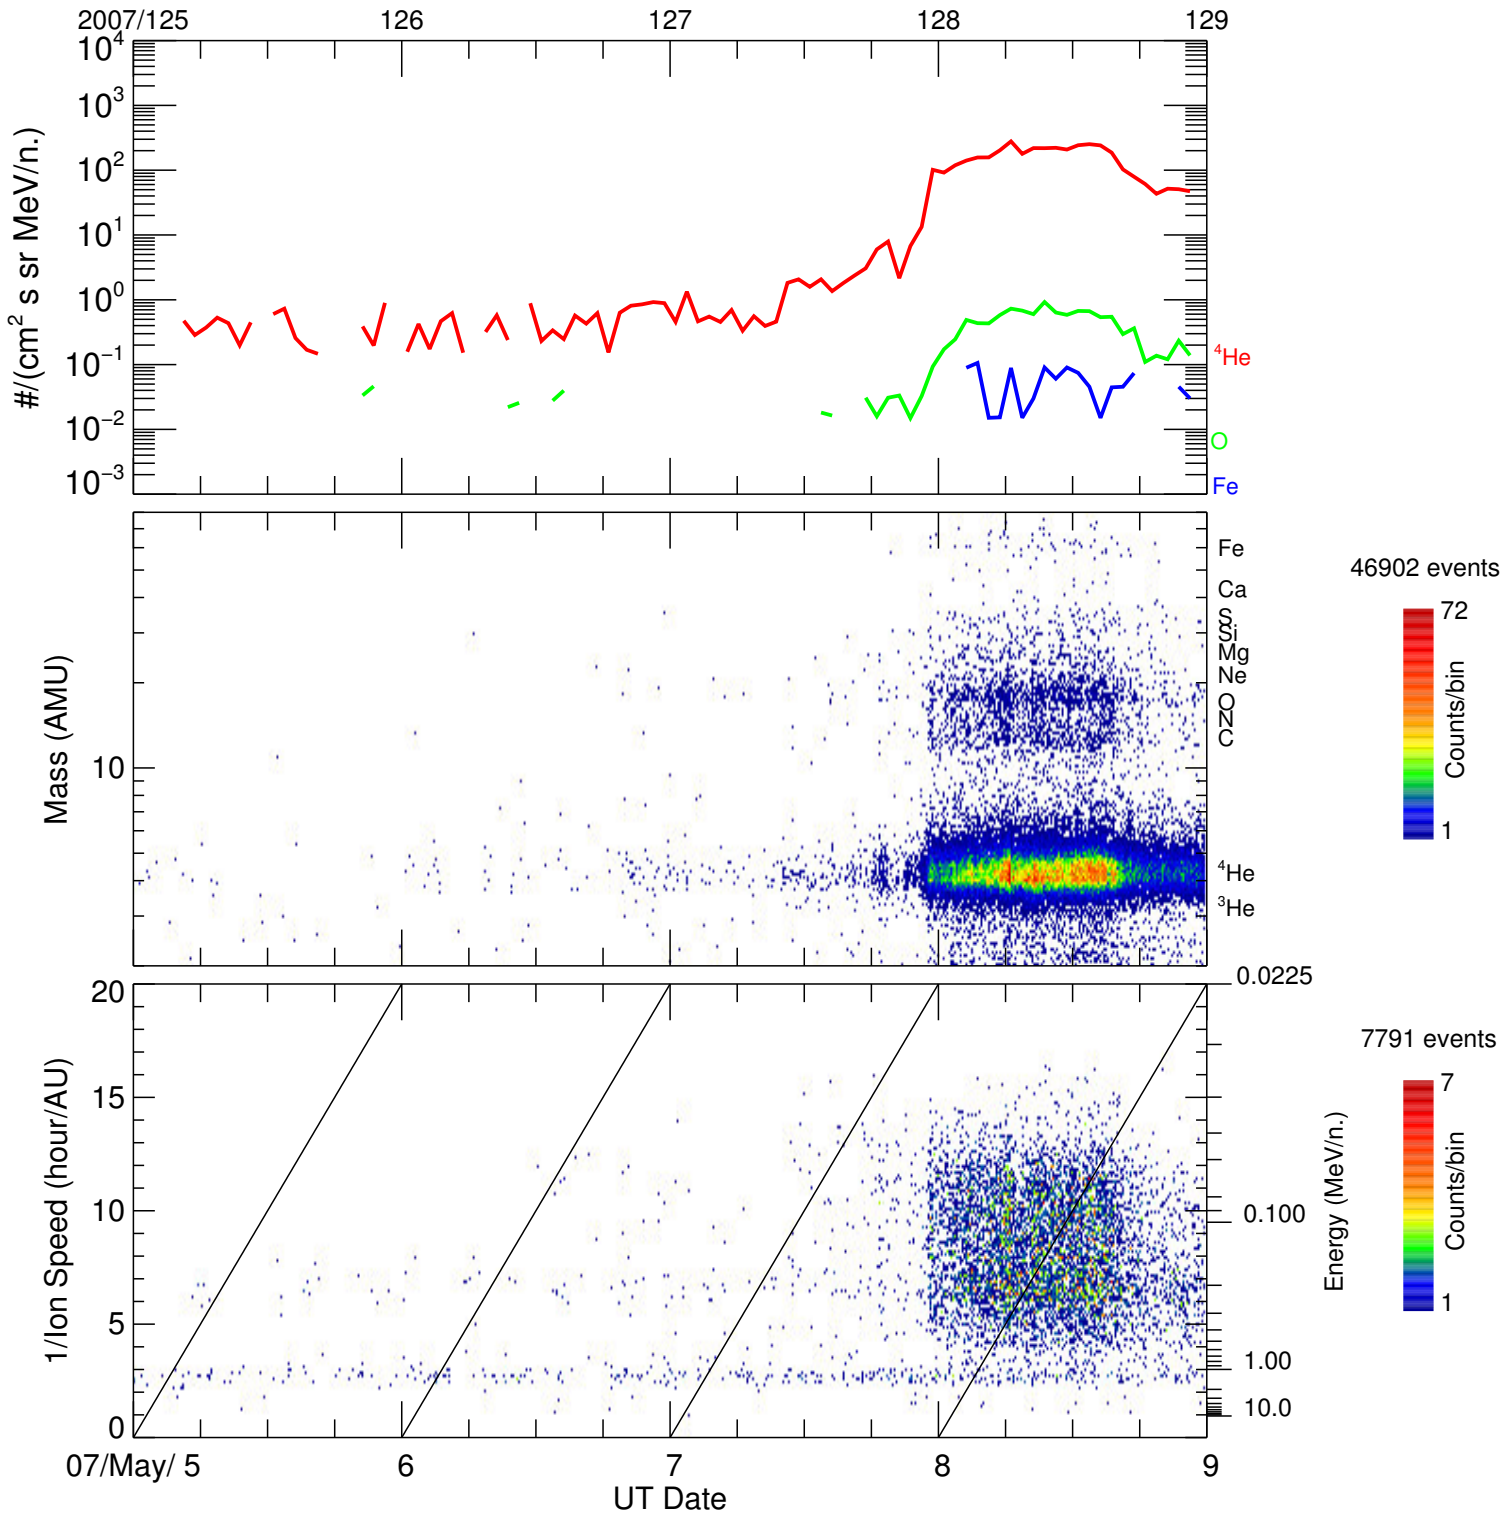 2007/125 126 127 128 129
10^4
10^3
10^2
10^1
10^0
10^−1
10^−2
10^−3
#/(cm^2 s sr MeV/n.)
^4He
O
Fe
Mass (AMU)
10
Fe
Ca
S
Si
Mg
Ne
O
N
C
^4He
^3He
46902 events
72
Counts/bin
1
20
15
10
5
0
1/Ion Speed (hour/AU)
0.0225
0.100
1.00
10.0
Energy (MeV/n.)
7791 events
7
Counts/bin
1
07/May/ 5 6 7 8 9
UT Date